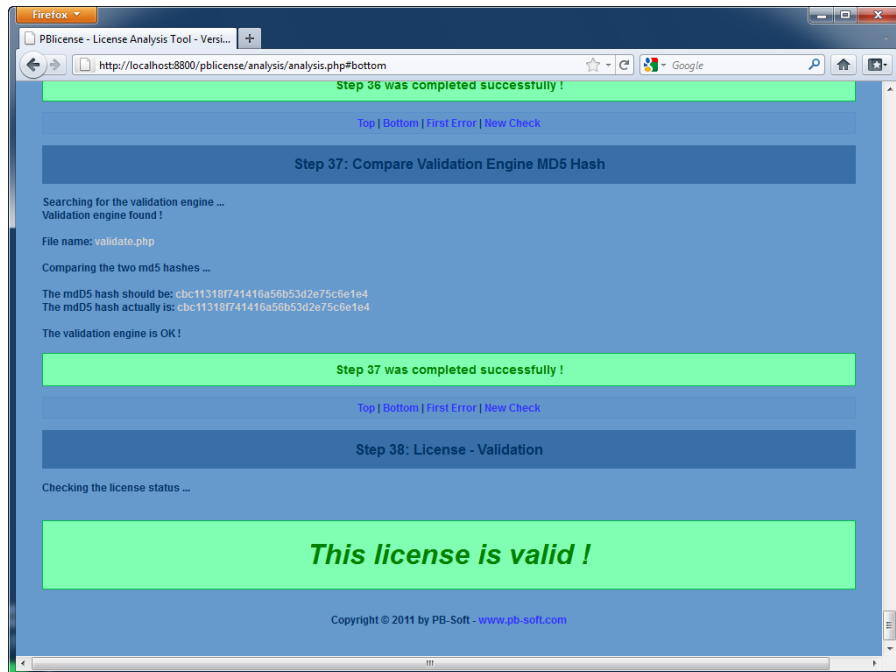 Firefox
PBlicense - License Analysis Tool - Versi...
http://localhost:8800/pblicense/analysis/analysis.php#bottom
Google
Step 36 was completed successfully !
Top | Bottom | First Error | New Check
Step 37: Compare Validation Engine MD5 Hash
Searching for the validation engine ...
Validation engine found !
File name: validate.php
Comparing the two md5 hashes ...
The mdD5 hash should be: cbc11318f741416a56b53d2e75c6e1e4
The mdD5 hash actually is: cbc11318f741416a56b53d2e75c6e1e4
The validation engine is OK !
Step 37 was completed successfully !
Top | Bottom | First Error | New Check
Step 38: License - Validation
Checking the license status ...
This license is valid !
Copyright © 2011 by PB-Soft - www.pb-soft.com